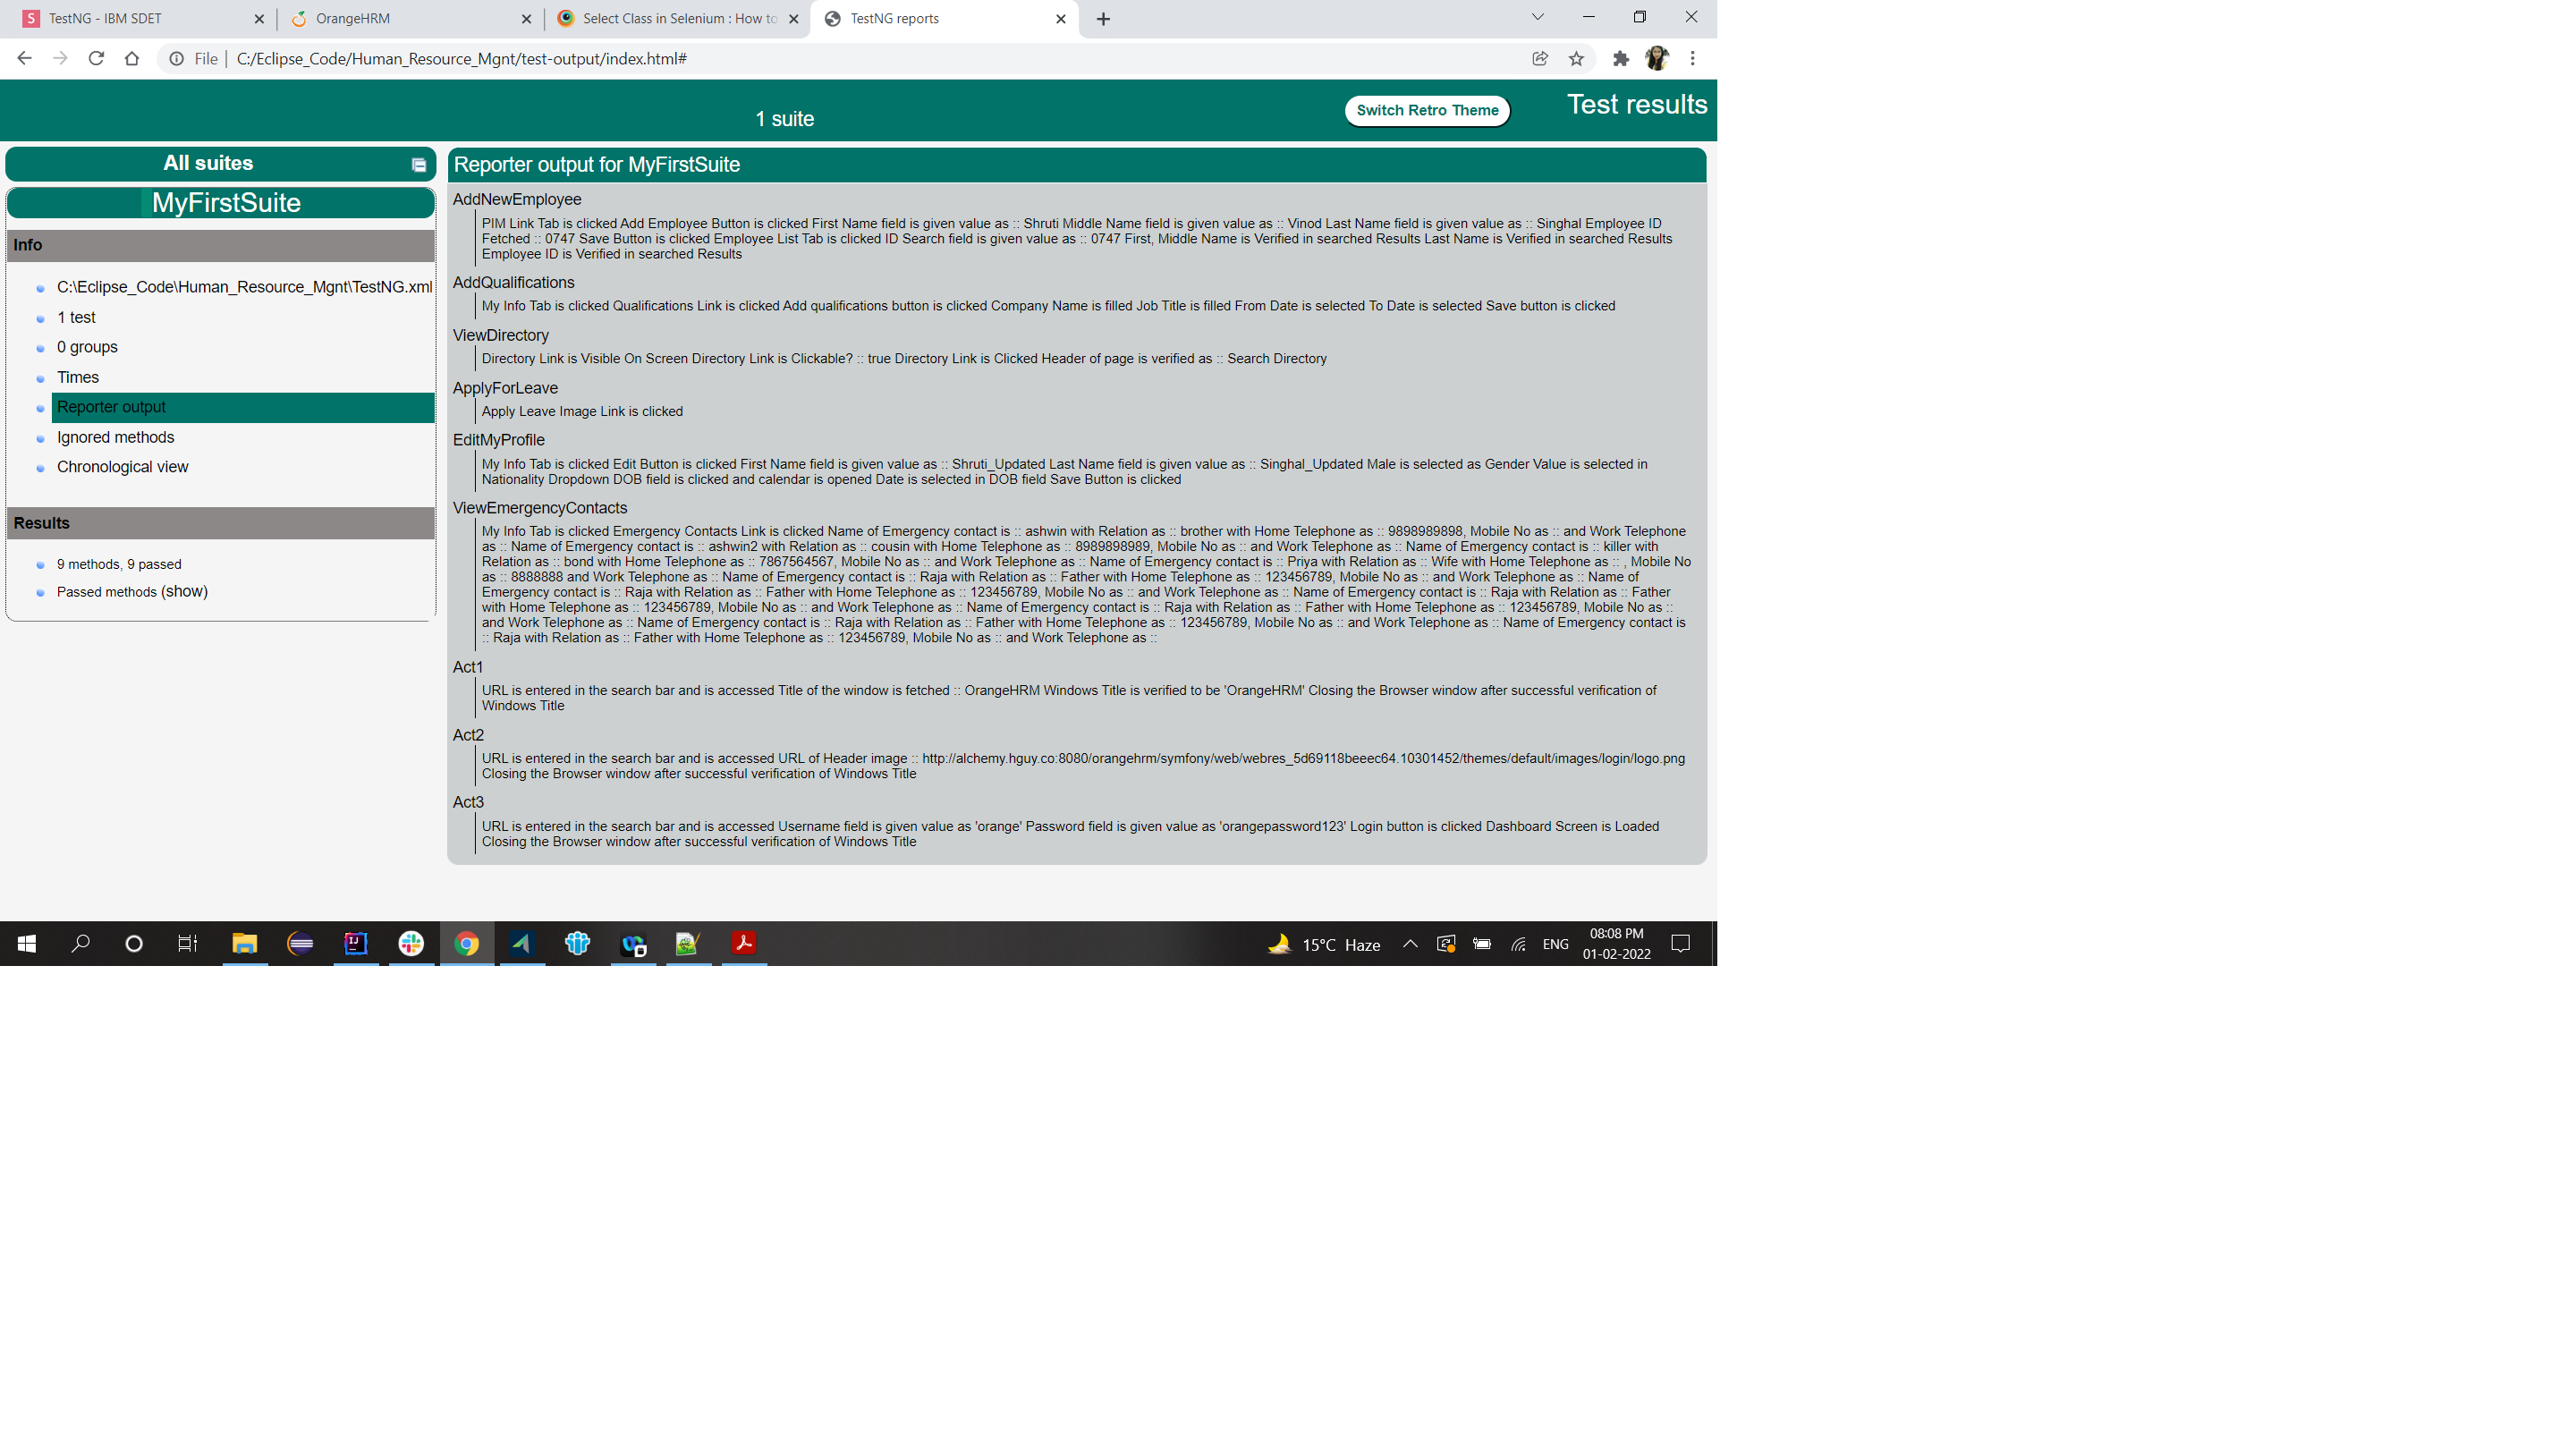 TestNG - IBM SDET
OrangeHRM
Select Class in Selenium : How to
TestNG reports
File | C:/Eclipse_Code/Human_Resource_Mgnt/test-output/index.html#
1 suite
Switch Retro Theme
Test results
All suites
MyFirstSuite
Info
C:\Eclipse_Code\Human_Resource_Mgnt\TestNG.xml
1 test
0 groups
Times
Reporter output
Ignored methods
Chronological view
Results
9 methods, 9 passed
Passed methods (show)
Reporter output for MyFirstSuite
AddNewEmployee
PIM Link Tab is clicked Add Employee Button is clicked First Name field is given value as :: Shruti Middle Name field is given value as :: Vinod Last Name field is given value as :: Singhal Employee ID
Fetched :: 0747 Save Button is clicked Employee List Tab is clicked ID Search field is given value as :: 0747 First, Middle Name is Verified in searched Results Last Name is Verified in searched Results
Employee ID is Verified in searched Results
AddQualifications
My Info Tab is clicked Qualifications Link is clicked Add qualifications button is clicked Company Name is filled Job Title is filled From Date is selected To Date is selected Save button is clicked
ViewDirectory
Directory Link is Visible On Screen Directory Link is Clickable? :: true Directory Link is Clicked Header of page is verified as :: Search Directory
ApplyForLeave
Apply Leave Image Link is clicked
EditMyProfile
My Info Tab is clicked Edit Button is clicked First Name field is given value as :: Shruti_Updated Last Name field is given value as :: Singhal_Updated Male is selected as Gender Value is selected in
Nationality Dropdown DOB field is clicked and calendar is opened Date is selected in DOB field Save Button is clicked
ViewEmergencyContacts
My Info Tab is clicked Emergency Contacts Link is clicked Name of Emergency contact is :: ashwin with Relation as :: brother with Home Telephone as :: 9898989898, Mobile No as :: and Work Telephone
as :: Name of Emergency contact is :: ashwin2 with Relation as :: cousin with Home Telephone as :: 8989898989, Mobile No as :: and Work Telephone as :: Name of Emergency contact is :: killer with
Relation as :: bond with Home Telephone as :: 7867564567, Mobile No as :: and Work Telephone as :: Name of Emergency contact is :: Priya with Relation as :: Wife with Home Telephone as :: , Mobile No
as :: 8888888 and Work Telephone as :: Name of Emergency contact is :: Raja with Relation as :: Father with Home Telephone as :: 123456789, Mobile No as :: and Work Telephone as :: Name of
Emergency contact is :: Raja with Relation as :: Father with Home Telephone as :: 123456789, Mobile No as :: and Work Telephone as :: Name of Emergency contact is :: Raja with Relation as :: Father
with Home Telephone as :: 123456789, Mobile No as :: and Work Telephone as :: Name of Emergency contact is :: Raja with Relation as :: Father with Home Telephone as :: 123456789, Mobile No as ::
and Work Telephone as :: Name of Emergency contact is :: Raja with Relation as :: Father with Home Telephone as :: 123456789, Mobile No as :: and Work Telephone as :: Name of Emergency contact is
:: Raja with Relation as :: Father with Home Telephone as :: 123456789, Mobile No as :: and Work Telephone as ::
Act1
URL is entered in the search bar and is accessed Title of the window is fetched :: OrangeHRM Windows Title is verified to be 'OrangeHRM' Closing the Browser window after successful verification of
Windows Title
Act2
URL is entered in the search bar and is accessed URL of Header image :: http://alchemy.hguy.co:8080/orangehrm/symfony/web/webres_5d69118beeec64.10301452/themes/default/images/login/logo.png
Closing the Browser window after successful verification of Windows Title
Act3
URL is entered in the search bar and is accessed Username field is given value as 'orange' Password field is given value as 'orangepassword123' Login button is clicked Dashboard Screen is Loaded
Closing the Browser window after successful verification of Windows Title
15°C Haze
ENG
08:08 PM
01-02-2022